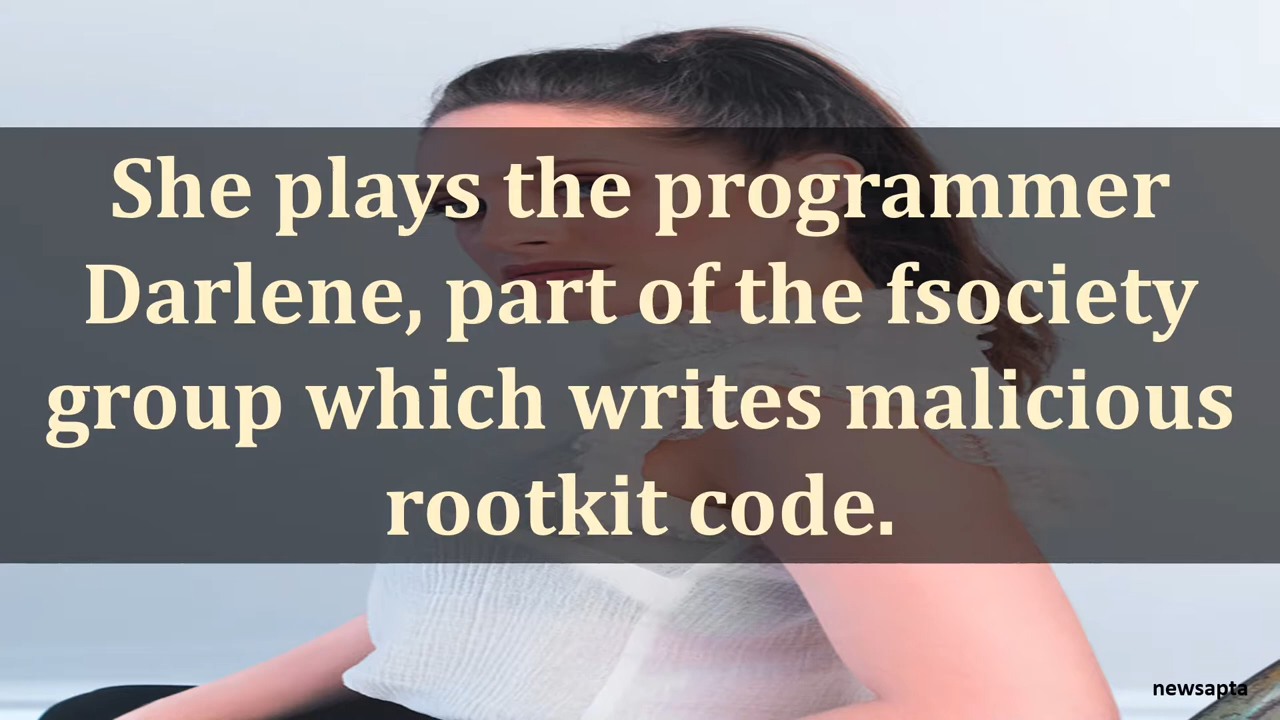 She plays the programmer
Darlene, part of the fsociety
group which writes malicious
rootkit code.
newsapta